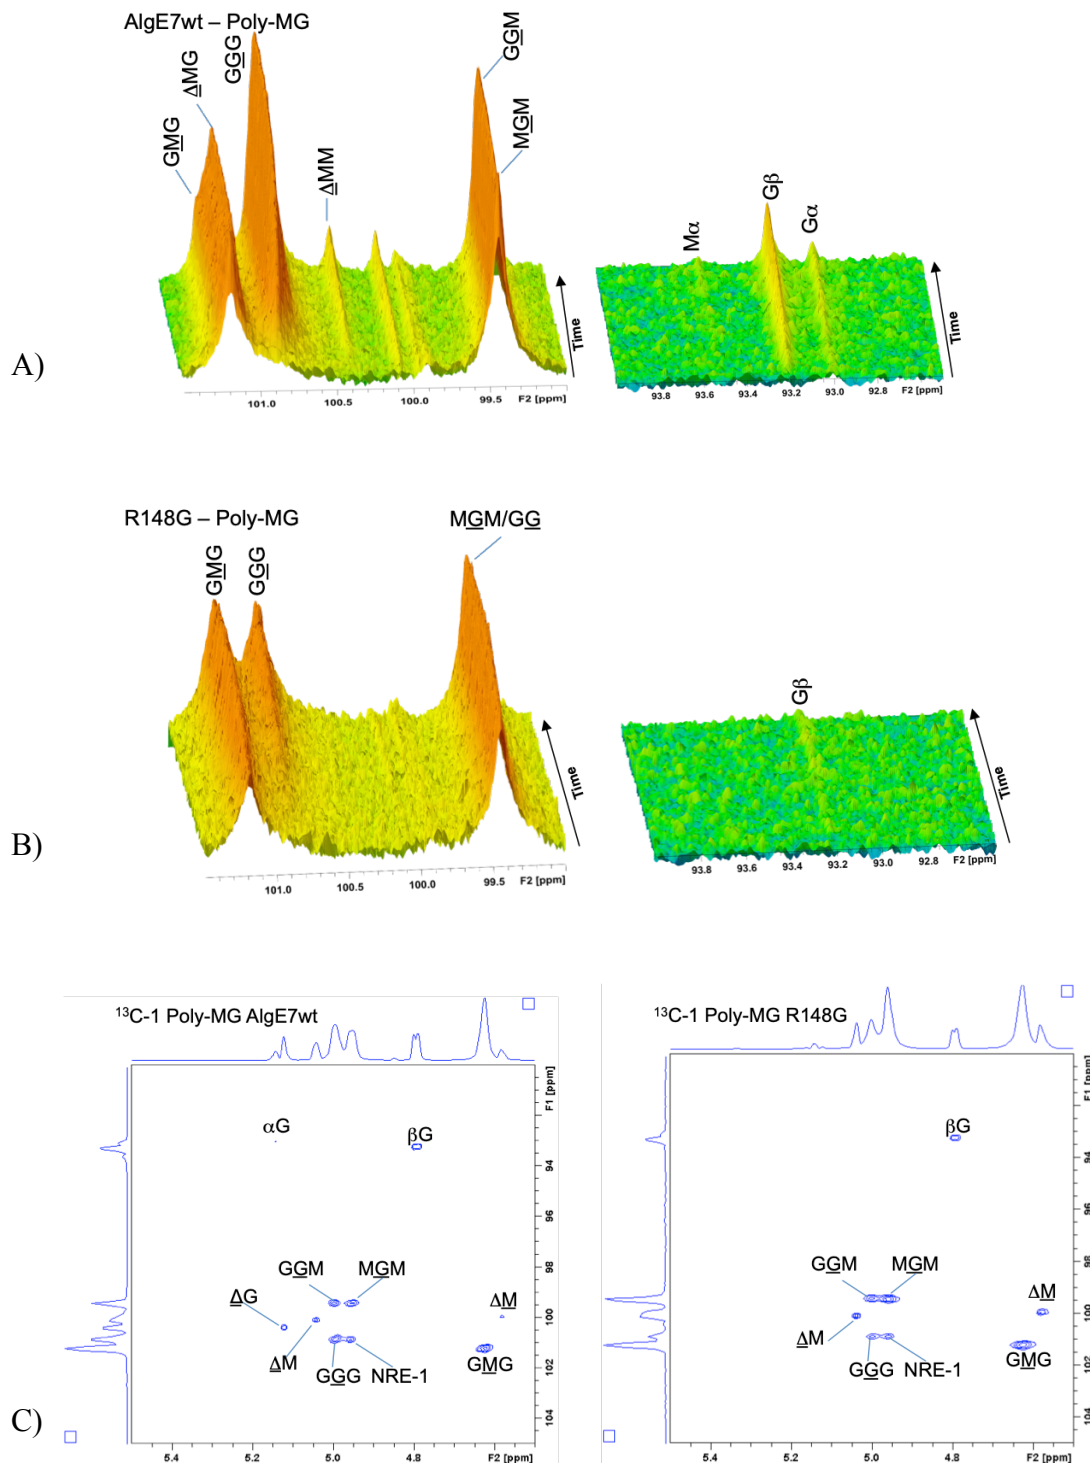 AlgE7wt – Poly-MG
GMG
ΔMG
GGG
ΔMM
GGM
MGM
Mα
Gβ
Gα
Time
Time
A)
101.0 100.5 100.0 99.5 F2 [ppm]
93.8 93.6 93.4 93.2 93.0 92.8 F2 [ppm]
R148G – Poly-MG
GMG
GGG
MGM/GG
Gβ
Time
Time
B)
101.0 100.5 100.0 99.5 F2 [ppm]
93.8 93.6 93.4 93.2 93.0 92.8 F2 [ppm]
¹³C-1 Poly-MG AlgE7wt
F1 [ppm]
αG
βG
94
96
98
GGM
MGM
ΔG
ΔM
100
ΔM
GGG
NRE-1
GMG
102
104
5.4 5.2 5.0 4.8 F2 [ppm]
¹³C-1 Poly-MG R148G
F1 [ppm]
βG
94
96
98
GGM
MGM
ΔM
ΔM
100
GGG
NRE-1
GMG
102
104
5.4 5.2 5.0 4.8 F2 [ppm]
C)